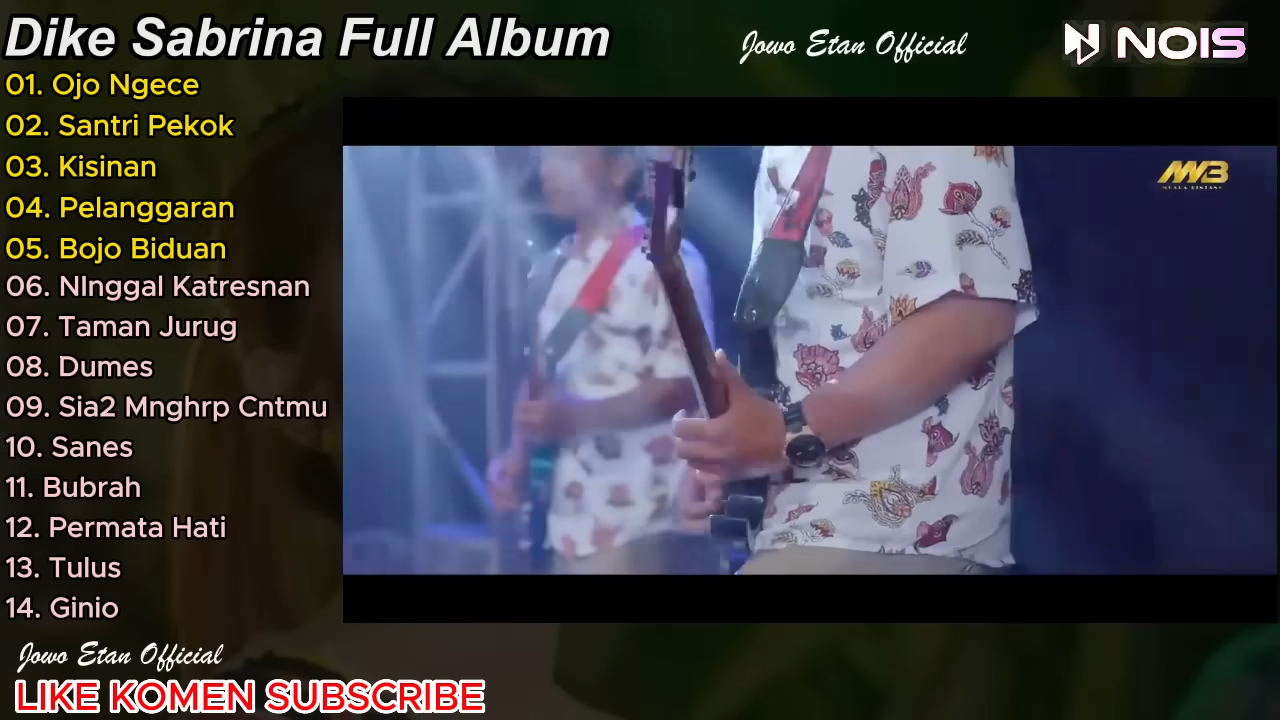 Dike Sabrina Full Album
Jowo Etan Official
NOIS
01. Ojo Ngece
02. Santri Pekok
03. Kisinan
04. Pelanggaran
05. Bojo Biduan
06. NInggal Katresnan
07. Taman Jurug
08. Dumes
09. Sia2 Mnghrp Cntmu
10. Sanes
11. Bubrah
12. Permata Hati
13. Tulus
14. Ginio
MB
Jowo Etan Official
LIKE KOMEN SUBSCRIBE